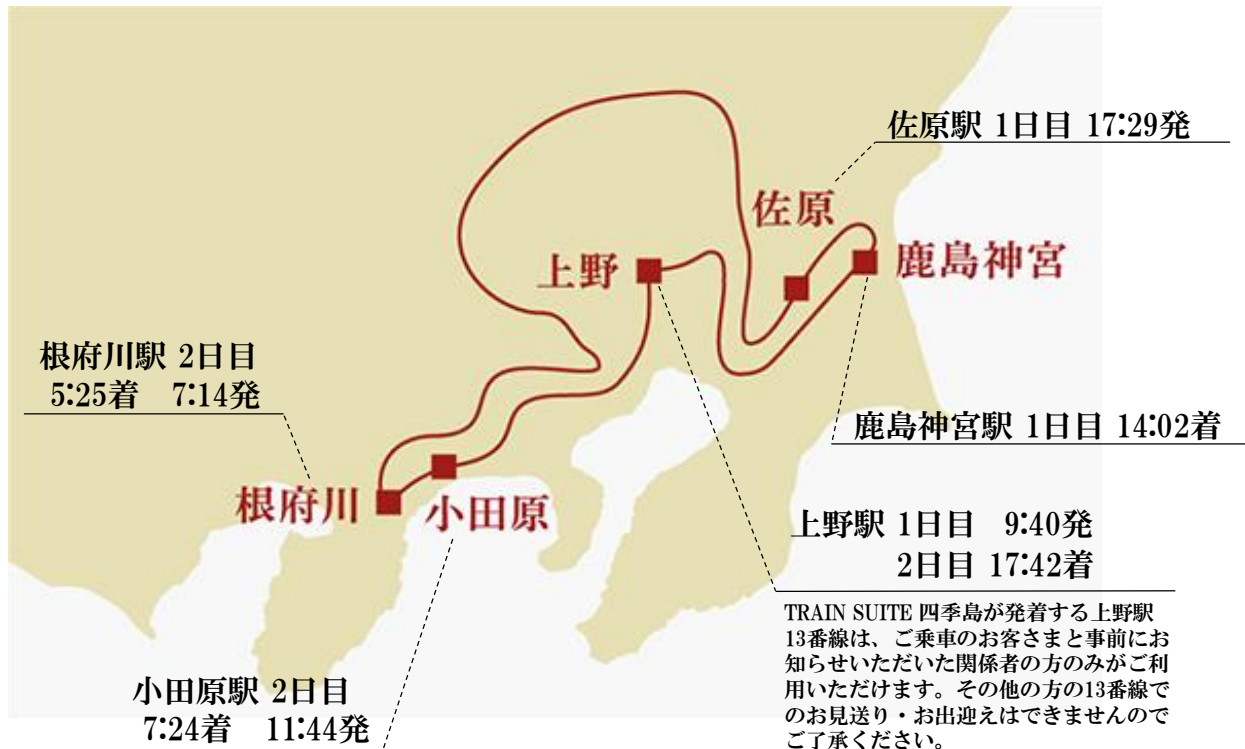 佐原駅 1日目 17:29発
佐原
上野
鹿島神宮
根府川駅 2日目
5:25着 7:14発
鹿島神宮駅 1日目 14:02着
根府川
小田原
上野駅 1日目 9:40発
2日目 17:42着
TRAIN SUITE 四季島が発着する上野駅
13番線は、ご乗車のお客さまと事前にお
知らせいただいた関係者の方のみがご利
用いただけます。その他の方の13番線で
のお見送り・お出迎えはできませんので
ご了承ください。
小田原駅 2日目
7:24着 11:44発